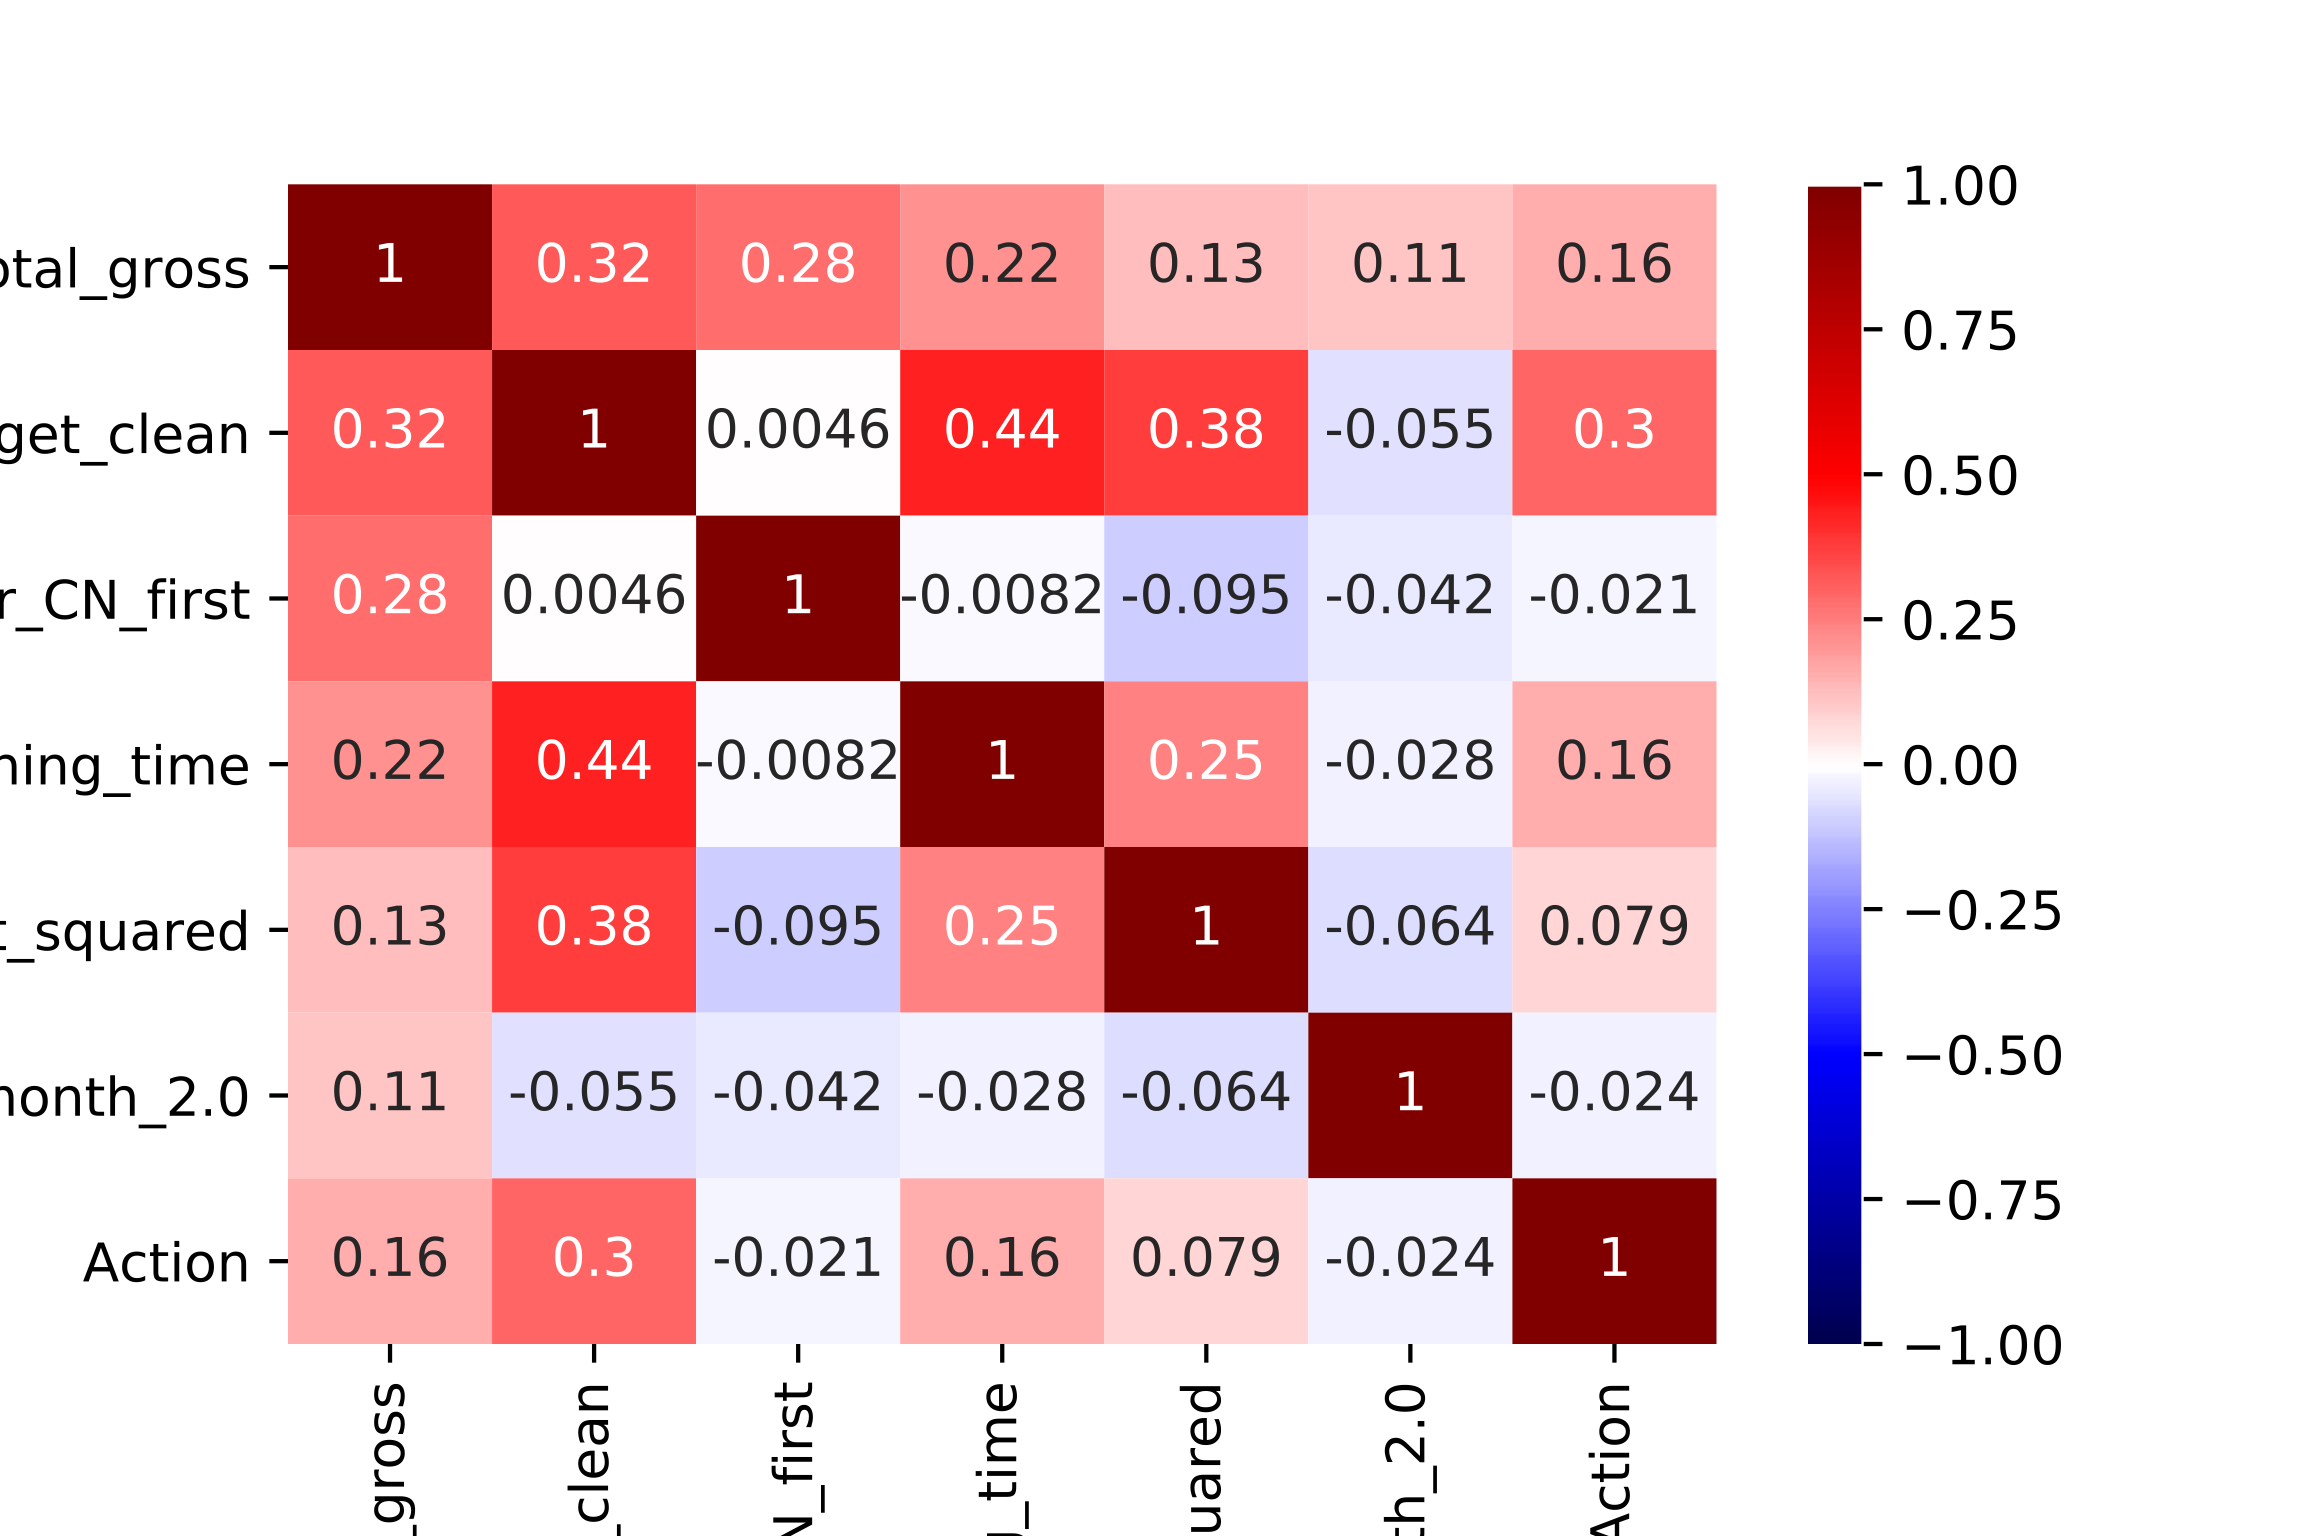 otal_gross 1 0.32 0.28 0.22 0.13 0.11 0.16
get_clean 0.32 1 0.0046 0.44 0.38 -0.055 0.3
r_CN_first 0.28 0.0046 1 -0.0082 -0.095 -0.042 -0.021
ning_time 0.22 0.44 -0.0082 1 0.25 -0.028 0.16
t_squared 0.13 0.38 -0.095 0.25 1 -0.064 0.079
nonth_2.0 0.11 -0.055 -0.042 -0.028 -0.064 1 -0.024
Action 0.16 0.3 -0.021 0.16 0.079 -0.024 1
_gross
_clean
N_first
g_time
uared
th_2.0
Action
1.00
0.75
0.50
0.25
0.00
−0.25
−0.50
−0.75
−1.00